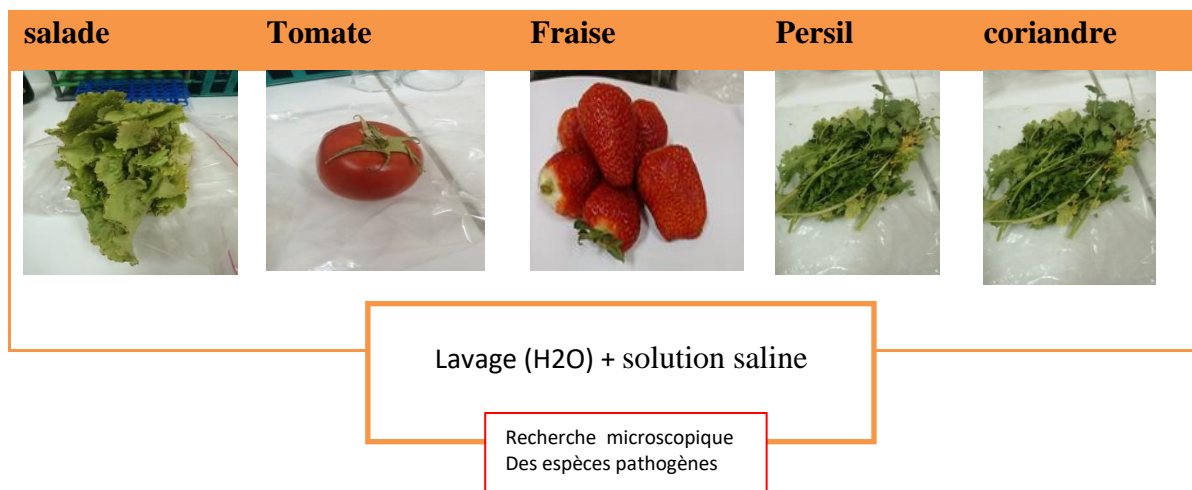 salade Tomate Fraise Persil coriandre
Lavage (H2O) + solution saline
Recherche microscopique
Des espèces pathogènes